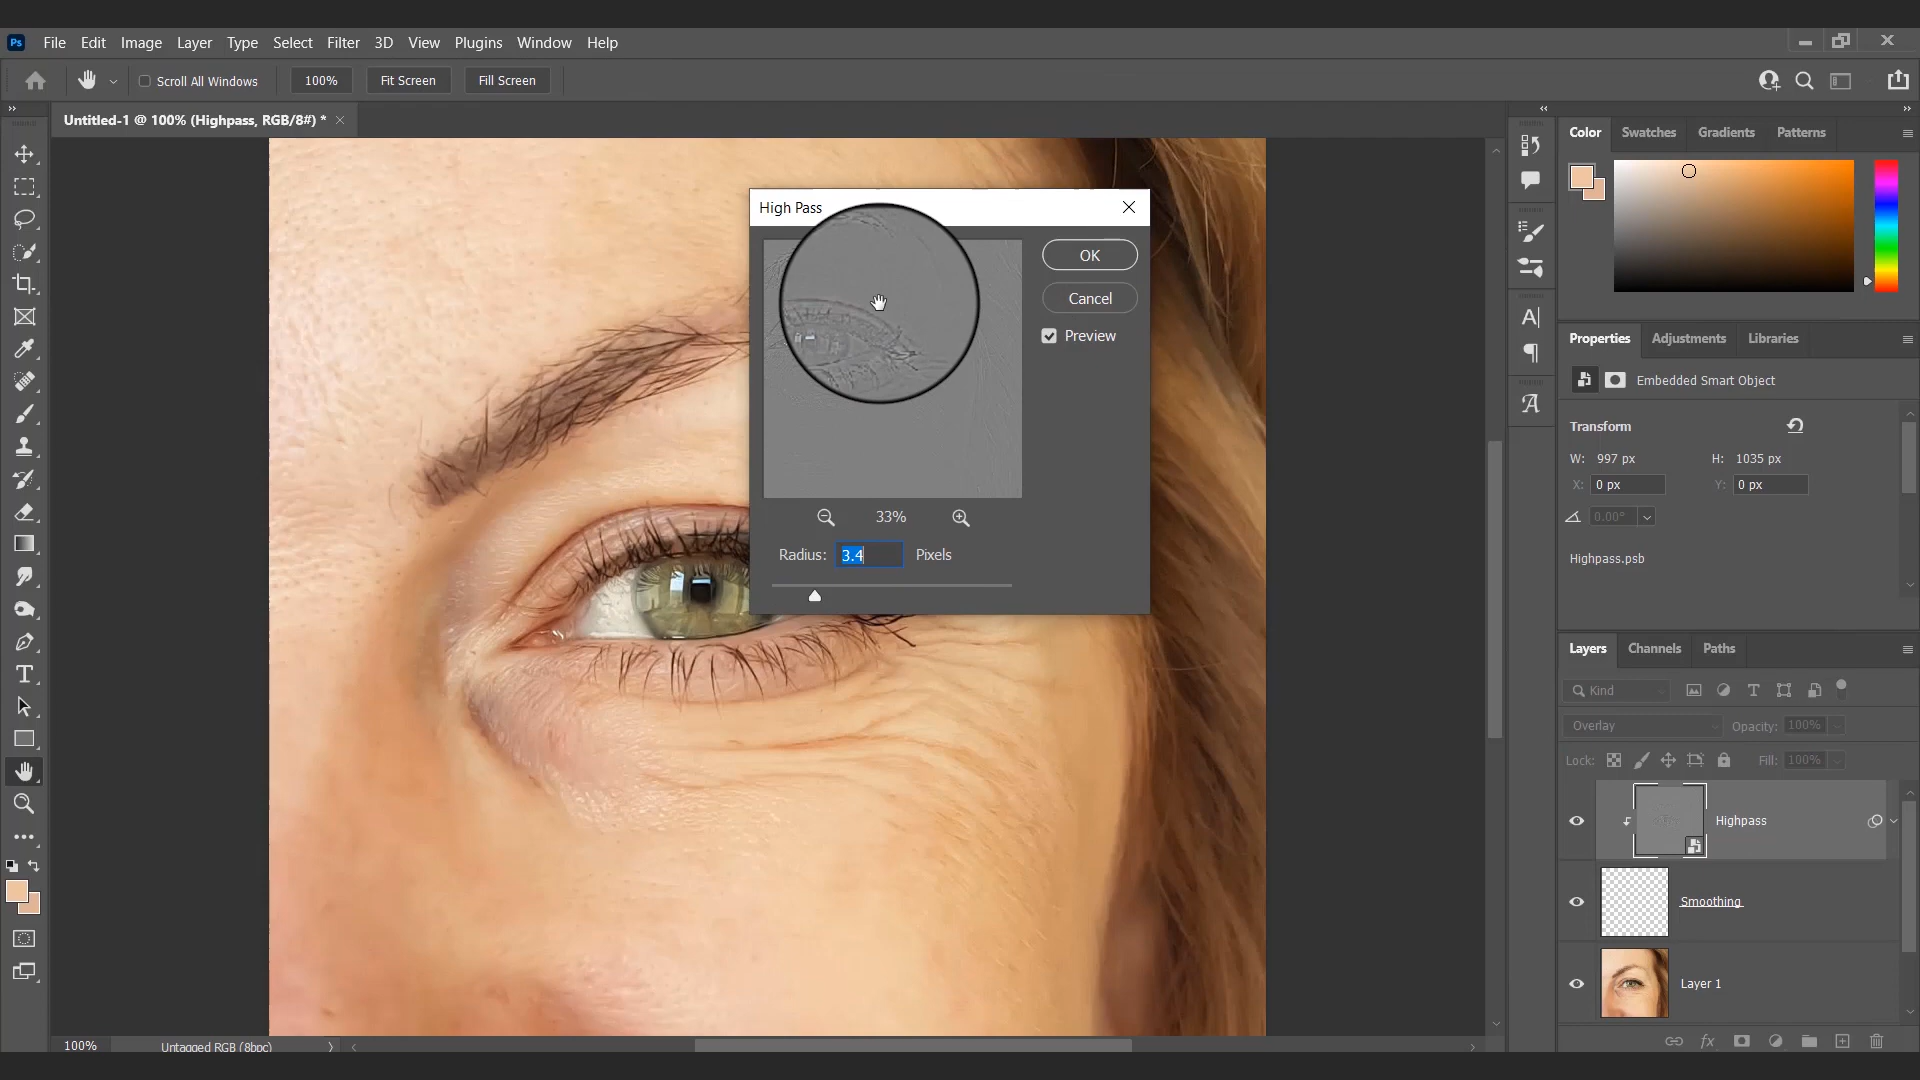 Ps File Edit Image Layer Type Select Filter 3D View Plugins Window Help
Scroll All Windows 100% Fit Screen Fill Screen
Untitled-1 @ 100% (Highpass, RGB/8#) *
Color Swatches Gradients Patterns
High Pass
OK
Cancel
Preview
33%
Radius: 3.4 Pixels
Properties Adjustments Libraries
Embedded Smart Object
Transform
W: 997 px H: 1035 px
X: 0 px Y: 0 px
0.00°
Highpass.psb
Layers Channels Paths
Kind
Overlay Opacity: 100%
Lock: Fill: 100%
Highpass
Smoothing
Layer 1
fx
100% Untagged RGB (8bpc)